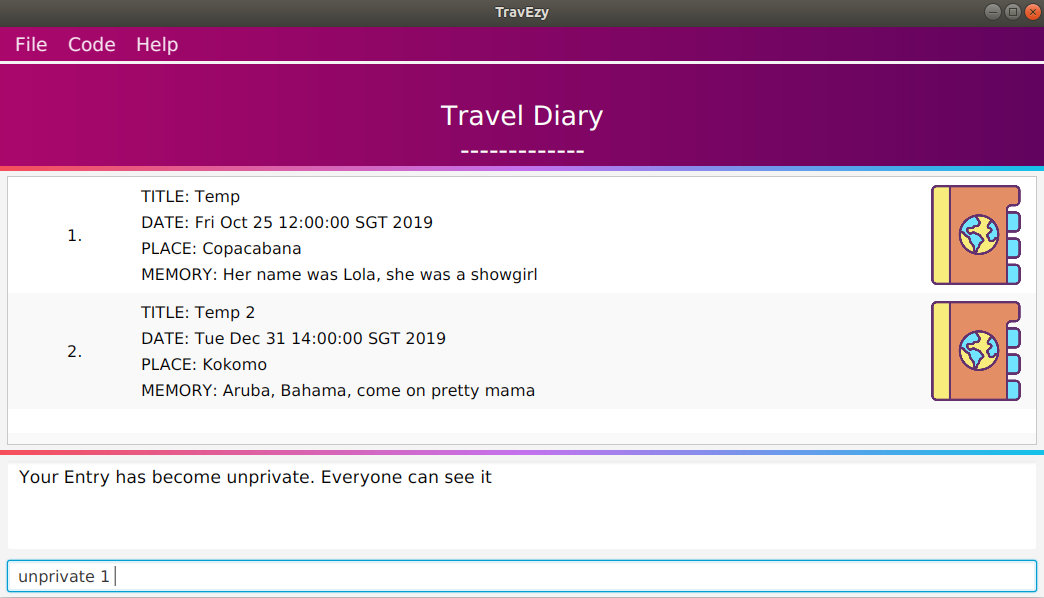 TravEzy
File Code Help
Travel Diary
-------------
1.
TITLE: Temp
DATE: Fri Oct 25 12:00:00 SGT 2019
PLACE: Copacabana
MEMORY: Her name was Lola, she was a showgirl
2.
TITLE: Temp 2
DATE: Tue Dec 31 14:00:00 SGT 2019
PLACE: Kokomo
MEMORY: Aruba, Bahama, come on pretty mama
Your Entry has become unprivate. Everyone can see it
unprivate 1